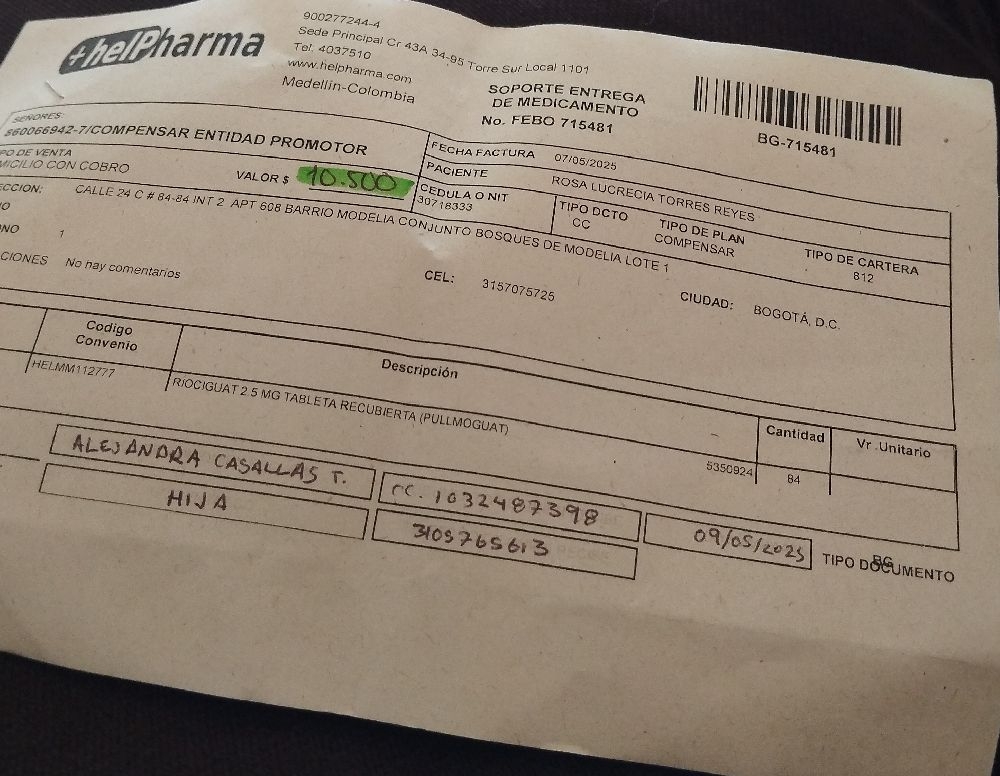 +helPharma
900277244-4
Sede Principal Cr 43A 34-95 Torre Sur Local 1101
Tel. 4037510
www.helpharma.com
Medellín-Colombia
SOPORTE ENTREGA
DE MEDICAMENTO
No. FEBO 715481
BG-715481
SEÑORES:
860066942-7/COMPENSAR ENTIDAD PROMOTOR
FECHA FACTURA 07/05/2025
PO DE VENTA
MICILIO CON COBRO
VALOR $ 10.500
PACIENTE
ROSA LUCRECIA TORRES REYES
CEDULA O NIT
30718333
TIPO DCTO
CC
TIPO DE PLAN
COMPENSAR
TIPO DE CARTERA
812
ECCION: CALLE 24 C # 84-84 INT 2 APT 608 BARRIO MODELIA CONJUNTO BOSQUES DE MODELIA LOTE 1
IO
ONO 1
CEL: 3157075725
CIUDAD: BOGOTÁ, D.C.
CIONES No hay comentarios
Codigo
Convenio
Descripción
Cantidad
Vr .Unitario
HELMM112777
RIOCIGUAT 2.5 MG TABLETA RECUBIERTA (PULLMOGUAT)
5350924
84
ALEJANDRA CASALLAS T.
CC. 1032487398
09/05/2025
HIJA
3105765613
TIPO DOCUMENTO
BG